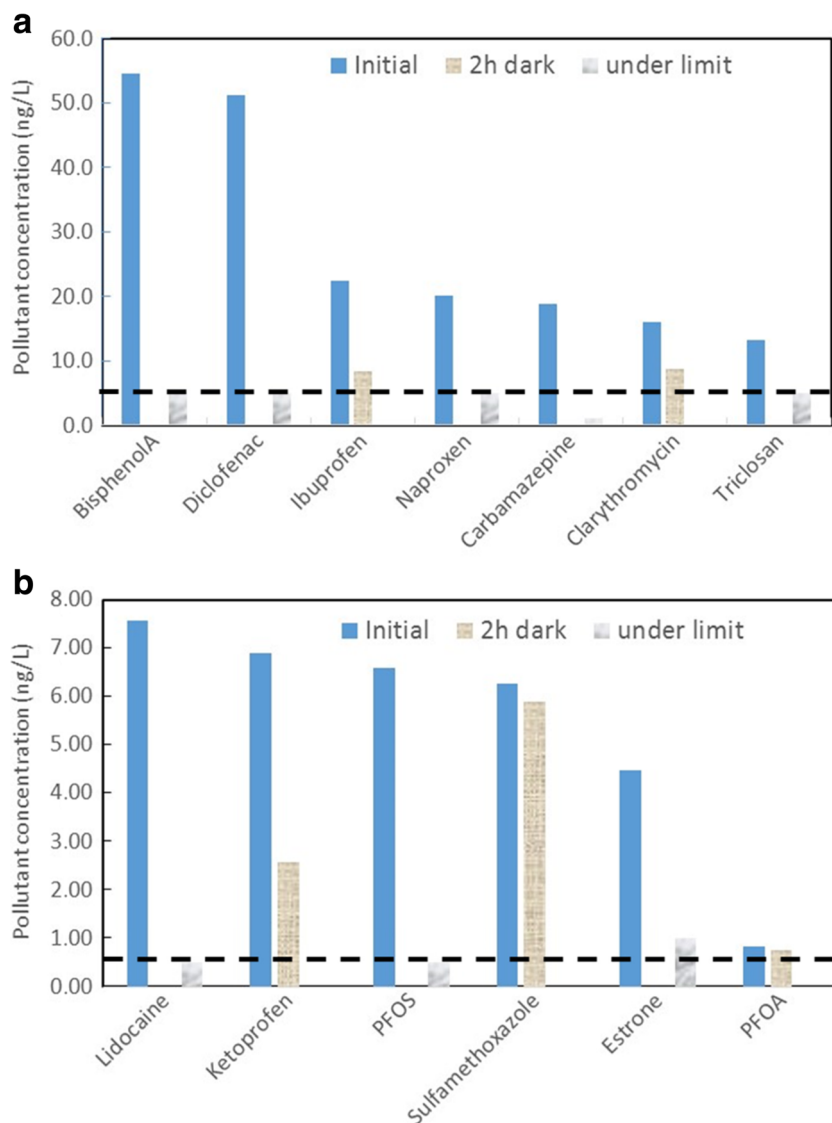 a
Pollutant concentration (ng/L)
60.0
50.0
40.0
30.0
20.0
10.0
0.0
Initial 2h dark under limit
BisphenolA Diclofenac Ibuprofen Naproxen Carbamazepine Clarythromycin Triclosan
b
Pollutant concentration (ng/L)
8.00
7.00
6.00
5.00
4.00
3.00
2.00
1.00
0.00
Initial 2h dark under limit
Lidocaine Ketoprofen PFOS Sulfamethoxazole Estrone PFOA